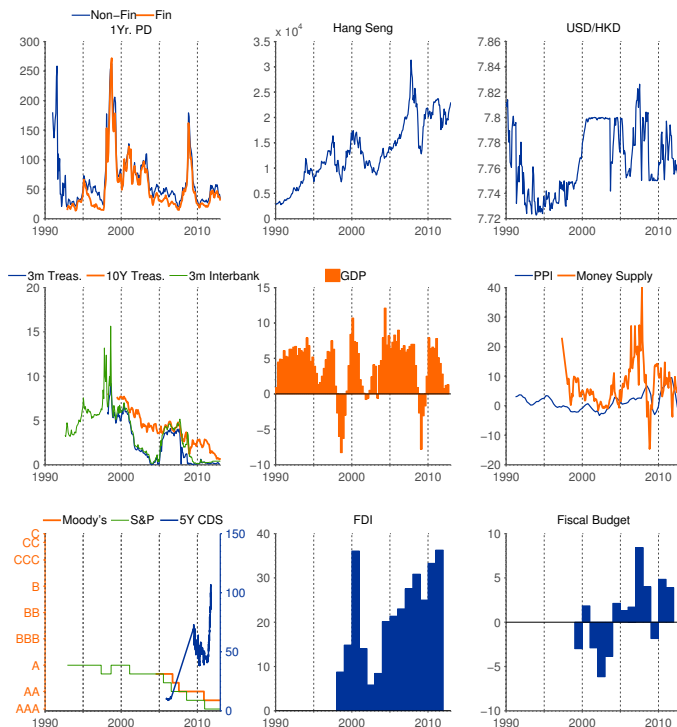 Non−Fin Fin
1Yr. PD
300
250
200
150
100
50
0
1990 2000 2010
Hang Seng
x 10^4
3.5
3
2.5
2
1.5
1
0.5
0
1990 2000 2010
USD/HKD
7.86
7.84
7.82
7.8
7.78
7.76
7.74
7.72
1990 2000 2010
3m Treas. 10Y Treas. 3m Interbank
20
15
10
5
0
1990 2000 2010
GDP
15
10
5
0
−5
−10
1990 2000 2010
PPI Money Supply
40
30
20
10
0
−10
−20
1990 2000 2010
Moody's S&P 5Y CDS
C
CC
CCC
B
BB
BBB
A
AA
AAA
150
100
50
0
1990 2000 2010
FDI
40
30
20
10
0
1990 2000 2010
Fiscal Budget
10
5
0
−5
−10
1990 2000 2010